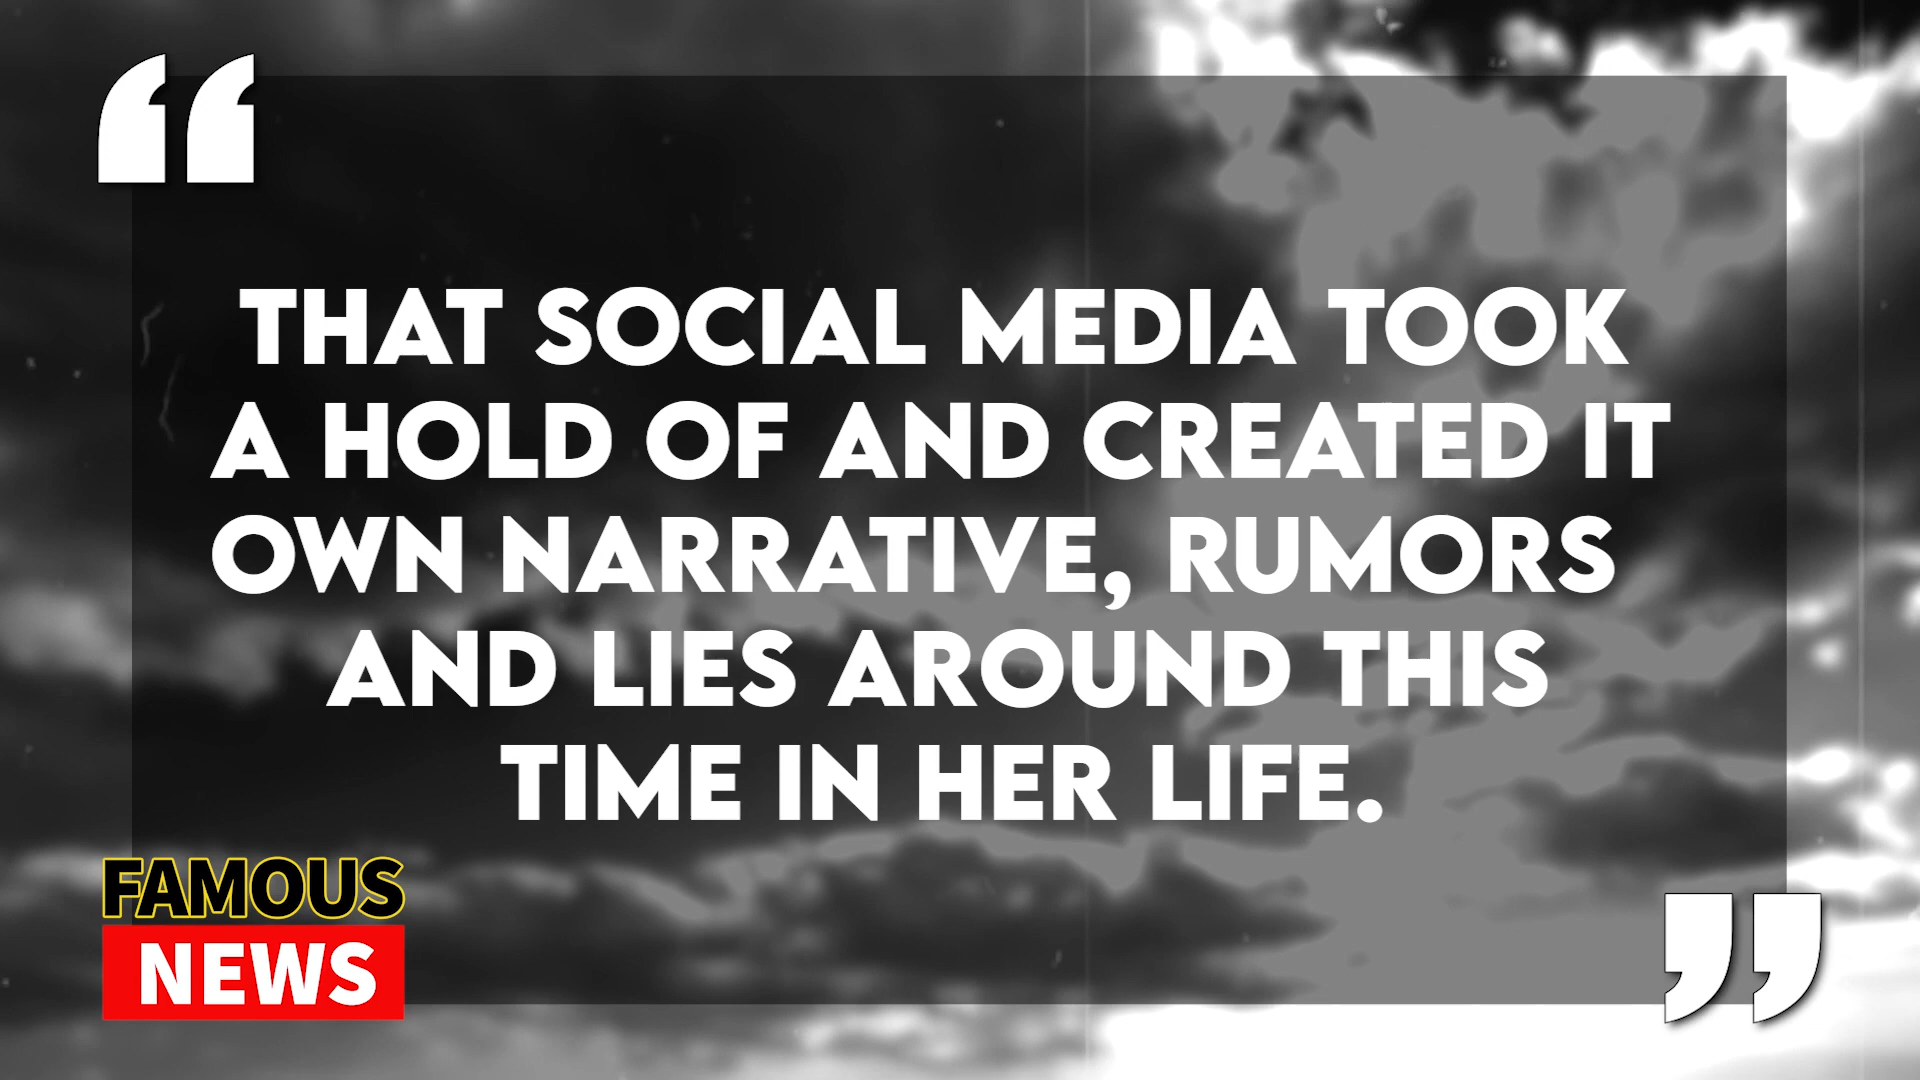 “
THAT SOCIAL MEDIA TOOK
A HOLD OF AND CREATED IT
OWN NARRATIVE, RUMORS
AND LIES AROUND THIS
TIME IN HER LIFE.
”
FAMOUS
NEWS